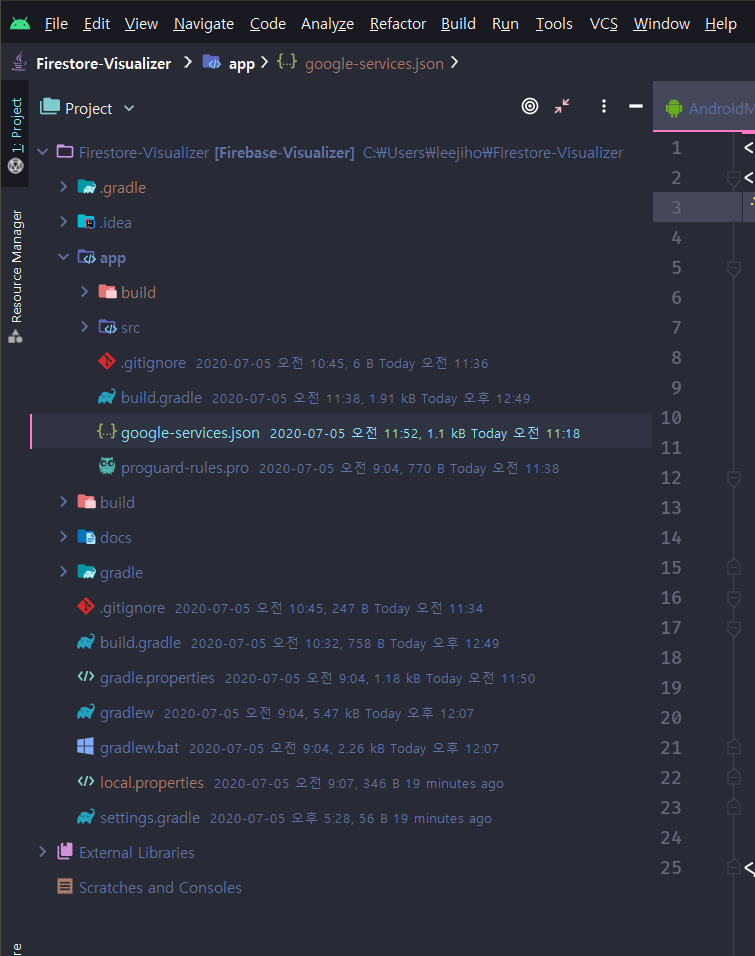 File Edit View Navigate Code Analyze Refactor Build Run Tools VCS Window Help
Firestore-Visualizer app google-services.json
1: Project
Resource Manager
Project
Firestore-Visualizer [Firebase-Visualizer] C:₩Users₩leejiho₩Firestore-Visualizer
.gradle
.idea
app
build
src
.gitignore 2020-07-05 오전 10:45, 6 B Today 오전 11:36
build.gradle 2020-07-05 오전 11:38, 1.91 kB Today 오후 12:49
google-services.json 2020-07-05 오전 11:52, 1.1 kB Today 오전 11:18
proguard-rules.pro 2020-07-05 오전 9:04, 770 B Today 오전 11:38
build
docs
gradle
.gitignore 2020-07-05 오전 10:45, 247 B Today 오전 11:34
build.gradle 2020-07-05 오전 10:32, 758 B Today 오후 12:49
gradle.properties 2020-07-05 오전 9:04, 1.18 kB Today 오전 11:50
gradlew 2020-07-05 오전 9:04, 5.47 kB Today 오후 12:07
gradlew.bat 2020-07-05 오전 9:04, 2.26 kB Today 오후 12:07
local.properties 2020-07-05 오전 9:07, 346 B 19 minutes ago
settings.gradle 2020-07-05 오후 5:28, 56 B 19 minutes ago
External Libraries
Scratches and Consoles
re
AndroidM
1 <
2 <
3
4
5
6
7
8
9
10
11
12
13
14
15
16
17
18
19
20
21
22
23
24
25 <